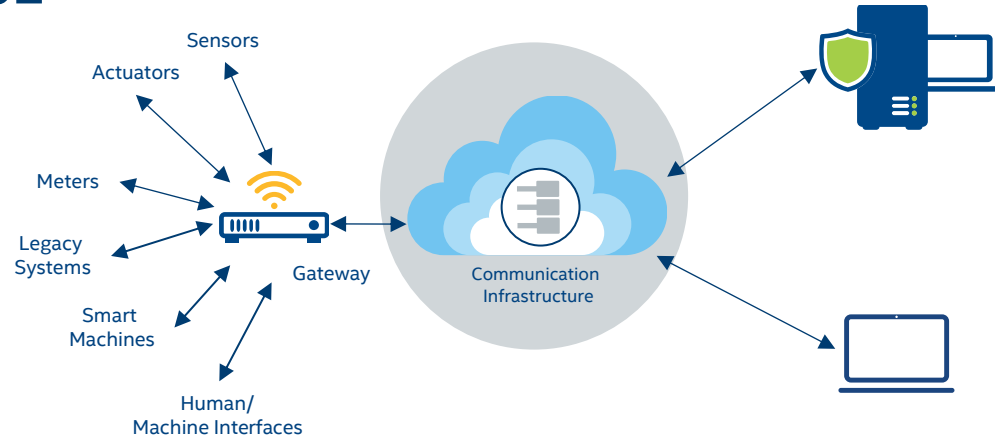 Sensors
Actuators
Meters
Legacy
Systems
Gateway
Communication
Infrastructure
Smart
Machines
Human/
Machine Interfaces